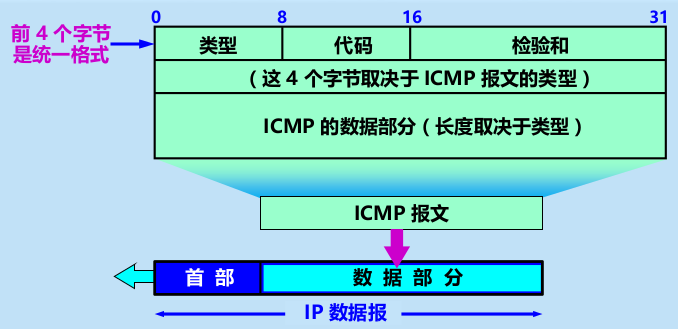 0 8 16 31
前 4 个字节
是统一格式
类型 代码 检验和
（这 4 个字节取决于 ICMP 报文的类型）
ICMP 的数据部分（长度取决于类型）
ICMP 报文
首 部 数 据 部 分
IP 数据报